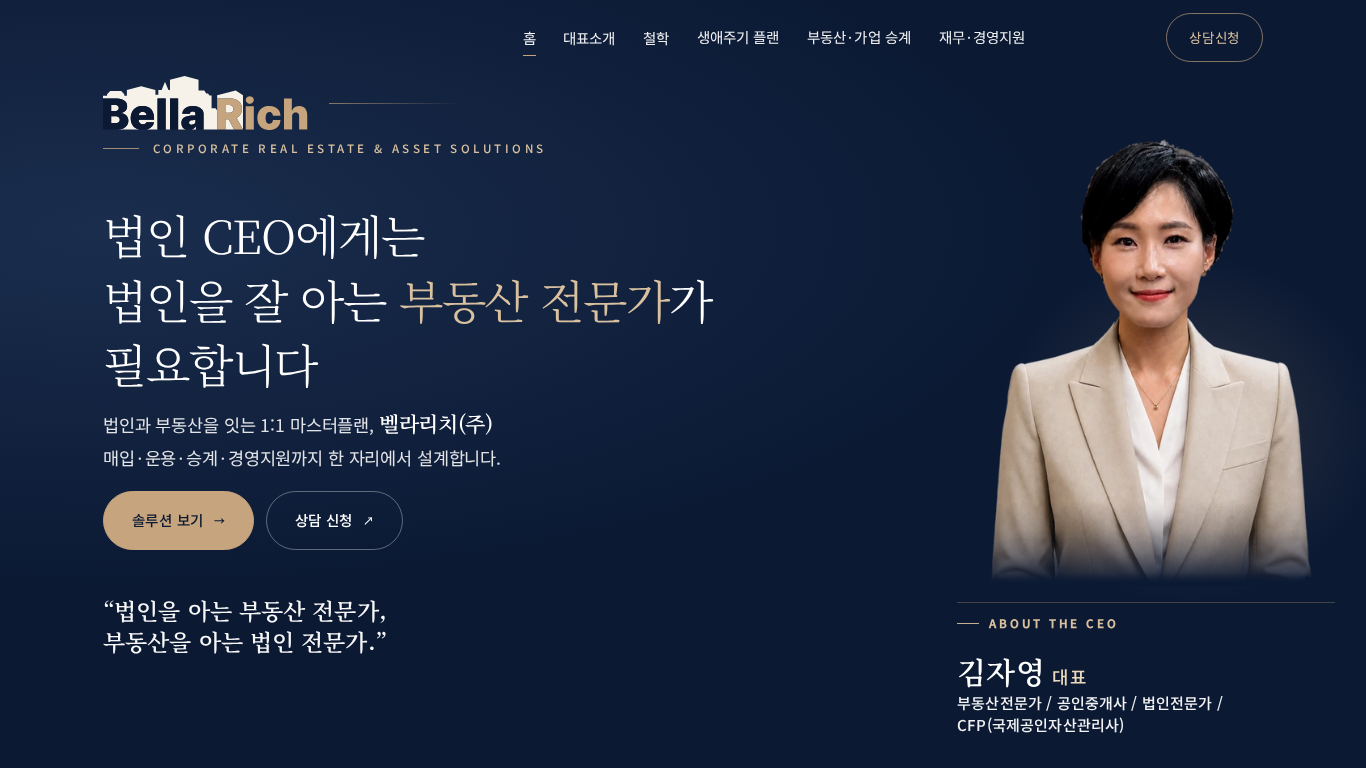 홈 대표소개 철학 생애주기 플랜 부동산·가업 승계 재무·경영지원 상담신청
Bella Rich
CORPORATE REAL ESTATE & ASSET SOLUTIONS
법인 CEO에게는
법인을 잘 아는 부동산 전문가가
필요합니다
법인과 부동산을 잇는 1:1 마스터플랜, 벨라리치(주)
매입·운용·승계·경영지원까지 한 자리에서 설계합니다.
솔루션 보기 → 상담 신청 ↗
“법인을 아는 부동산 전문가,
부동산을 아는 법인 전문가.”
ABOUT THE CEO
김자영 대표
부동산전문가 / 공인중개사 / 법인전문가 /
CFP(국제공인자산관리사)